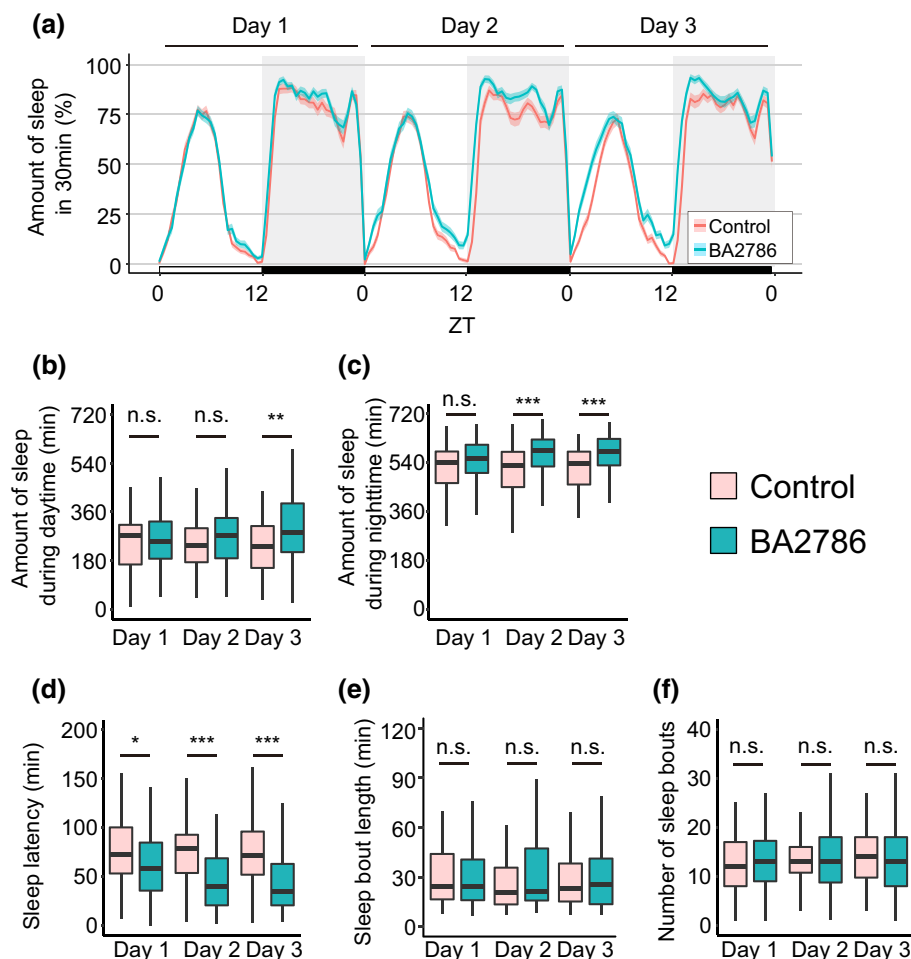 (a)
Day 1 Day 2 Day 3
Amount of sleep
in 30min (%)
100
75
50
25
0
Control
BA2786
0 12 0 12 0 12 0
ZT
(b)
Amount of sleep
during daytime (min)
720
540
360
180
0
n.s. n.s. **
Day 1 Day 2 Day 3
(c)
Amount of sleep
during nighttime (min)
720
540
360
180
0
n.s. *** ***
Day 1 Day 2 Day 3
Control
BA2786
(d)
Sleep latency (min)
200
150
100
50
0
* *** ***
Day 1 Day 2 Day 3
(e)
Sleep bout length (min)
120
90
60
30
0
n.s. n.s. n.s.
Day 1 Day 2 Day 3
(f)
Number of sleep bouts
40
30
20
10
0
n.s. n.s. n.s.
Day 1 Day 2 Day 3